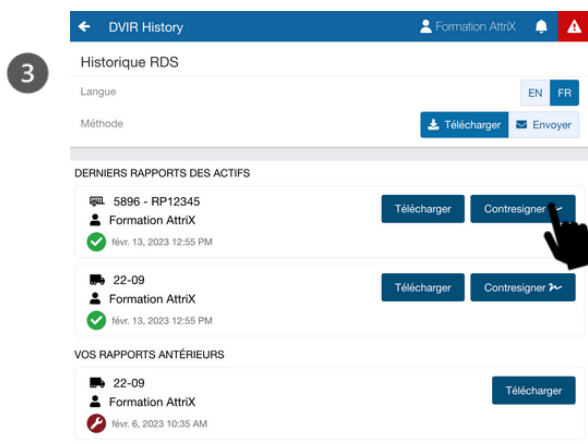 3
DVIR History
Formation AttriX
Historique RDS
Langue
EN FR
Méthode
Télécharger Envoyer
DERNIERS RAPPORTS DES ACTIFS
5896 - RP12345
Formation AttriX
févr. 13, 2023 12:55 PM
Télécharger
Contresigner
22-09
Formation AttriX
févr. 13, 2023 12:55 PM
Télécharger
Contresigner
VOS RAPPORTS ANTÉRIEURS
22-09
Formation AttriX
févr. 6, 2023 10:35 AM
Télécharger